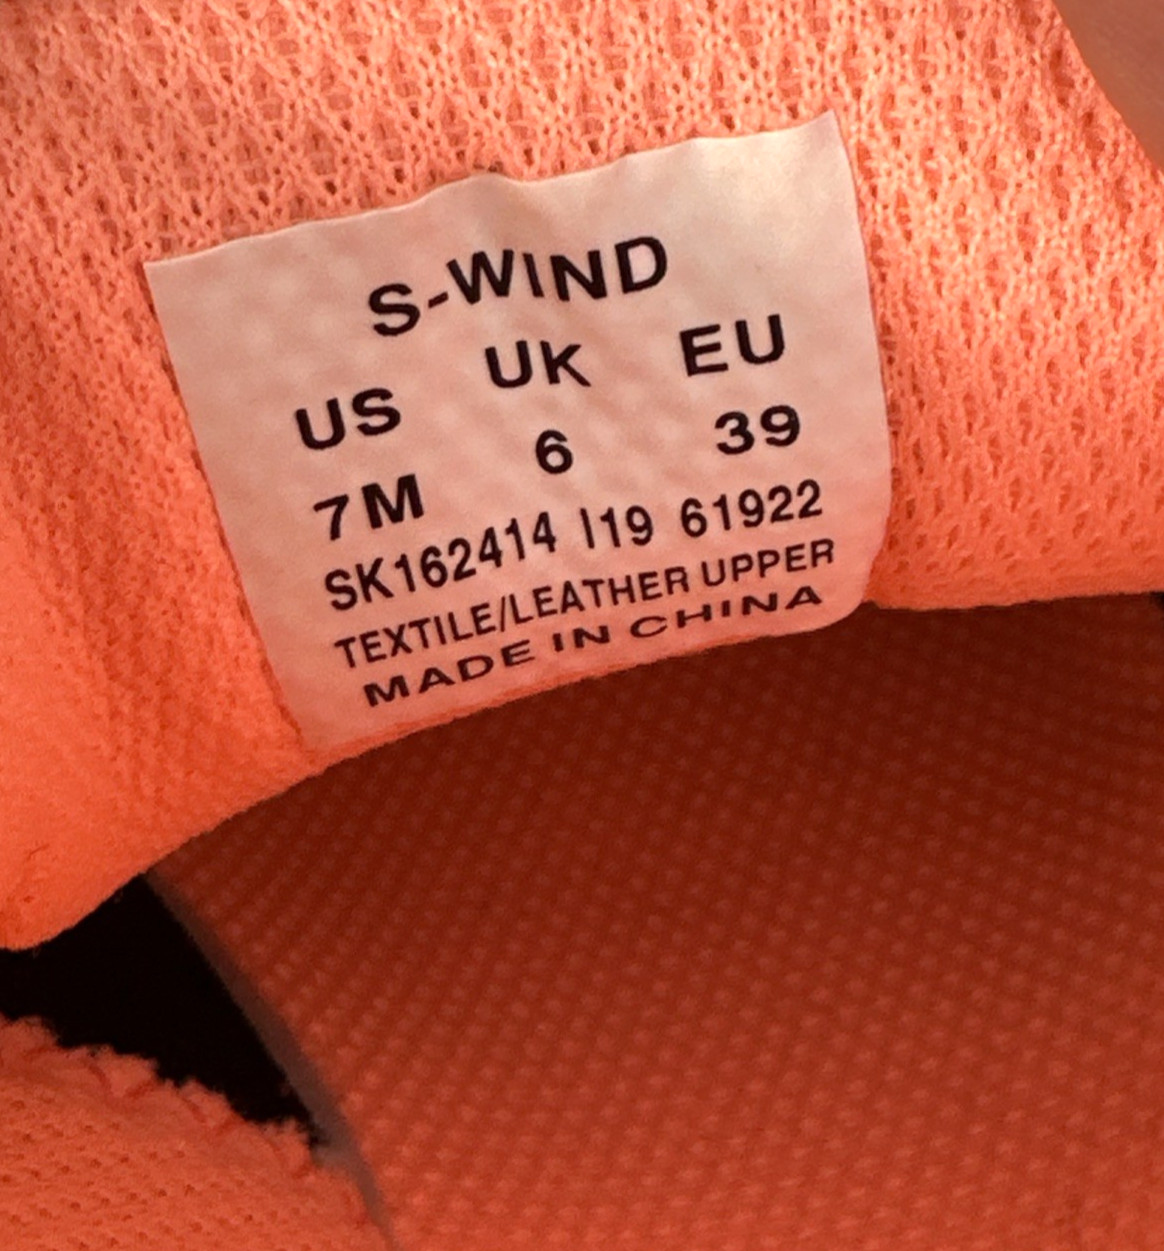 S-WIND
US UK EU
7M 6 39
SK162414 I19 61922
TEXTILE/LEATHER UPPER
MADE IN CHINA